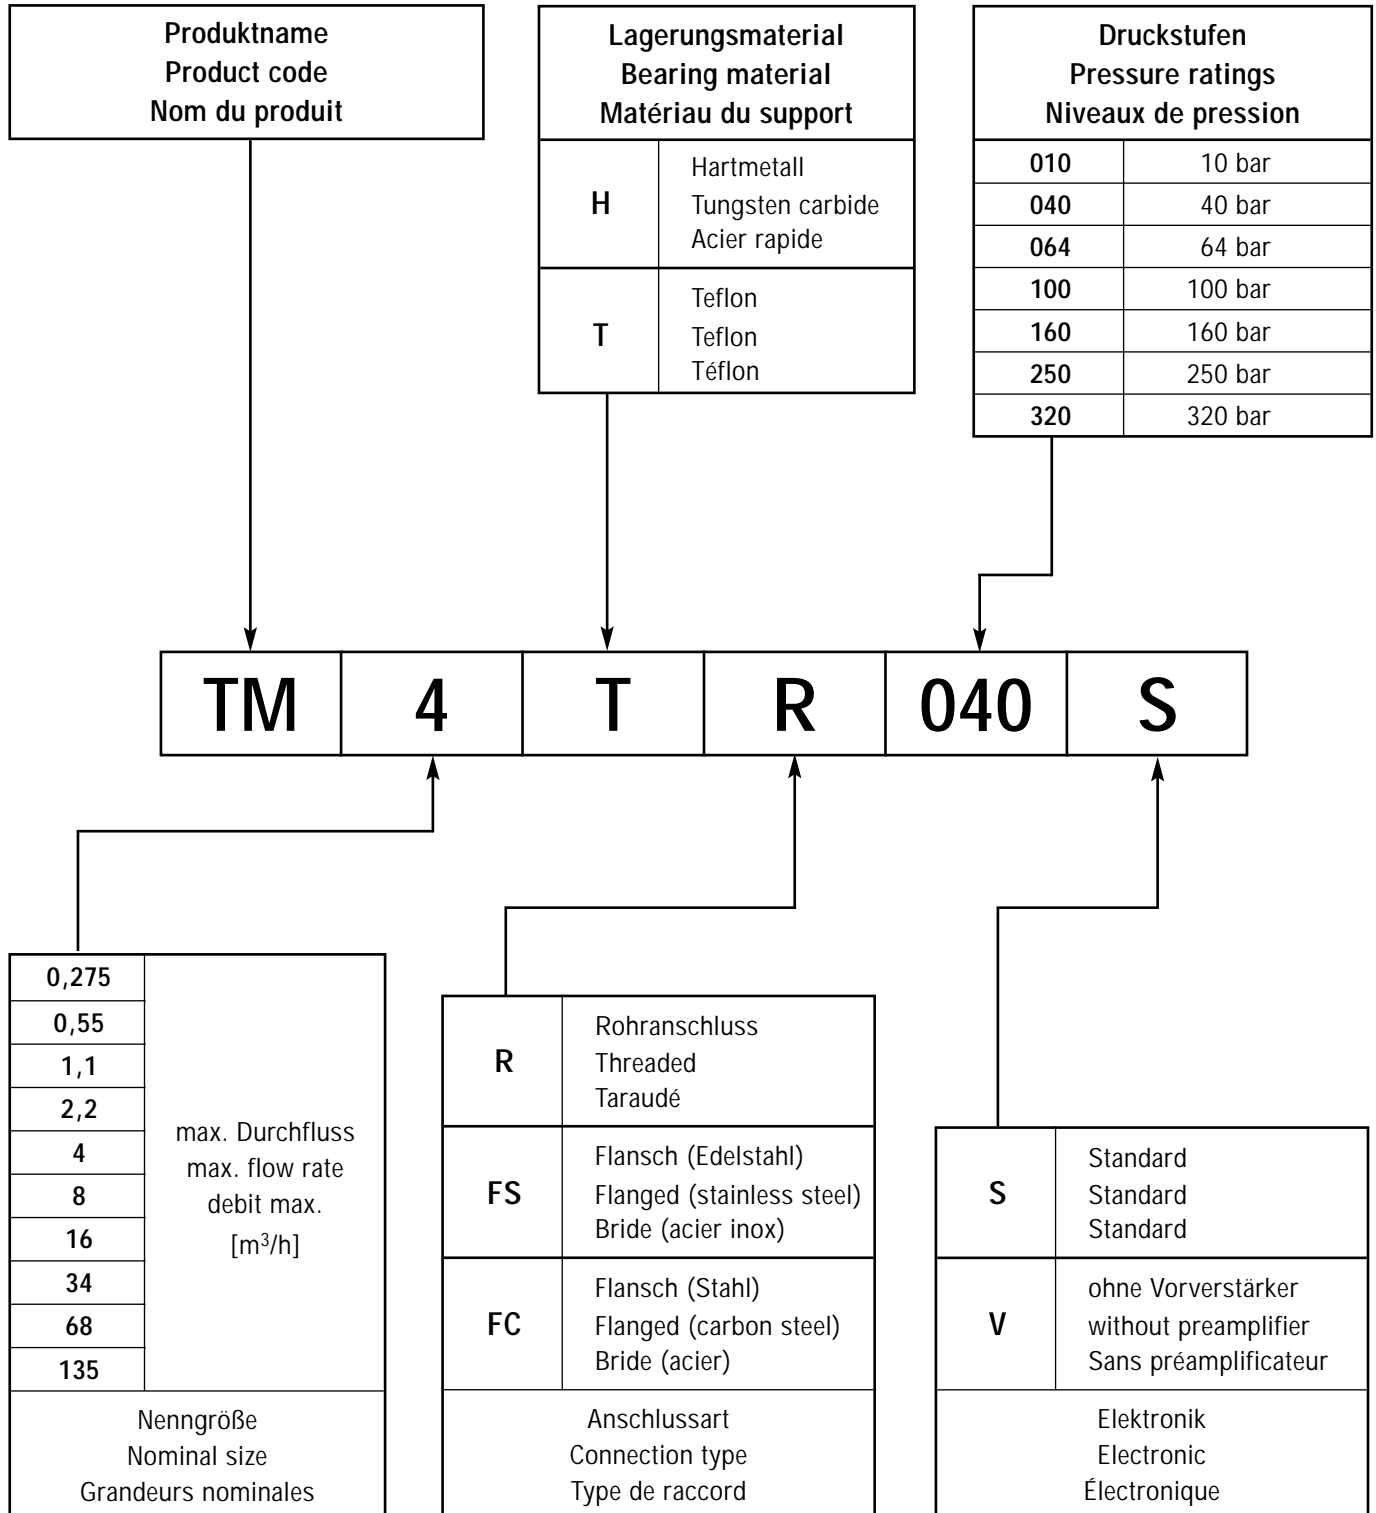 Produktname
Product code
Nom du produit
Lagerungsmaterial
Bearing material
Matériau du support
H
Hartmetall
Tungsten carbide
Acier rapide
T
Teflon
Teflon
Téflon
Druckstufen
Pressure ratings
Niveaux de pression
010 10 bar
040 40 bar
064 64 bar
100 100 bar
160 160 bar
250 250 bar
320 320 bar
TM 4 T R 040 S
0,275
0,55
1,1
2,2
4
8
16
34
68
135
max. Durchfluss
max. flow rate
debit max.
[m³/h]
Nenngröße
Nominal size
Grandeurs nominales
R
Rohranschluss
Threaded
Taraudé
FS
Flansch (Edelstahl)
Flanged (stainless steel)
Bride (acier inox)
FC
Flansch (Stahl)
Flanged (carbon steel)
Bride (acier)
Anschlussart
Connection type
Type de raccord
S
Standard
Standard
Standard
V
ohne Vorverstärker
without preamplifier
Sans préamplificateur
Elektronik
Electronic
Électronique